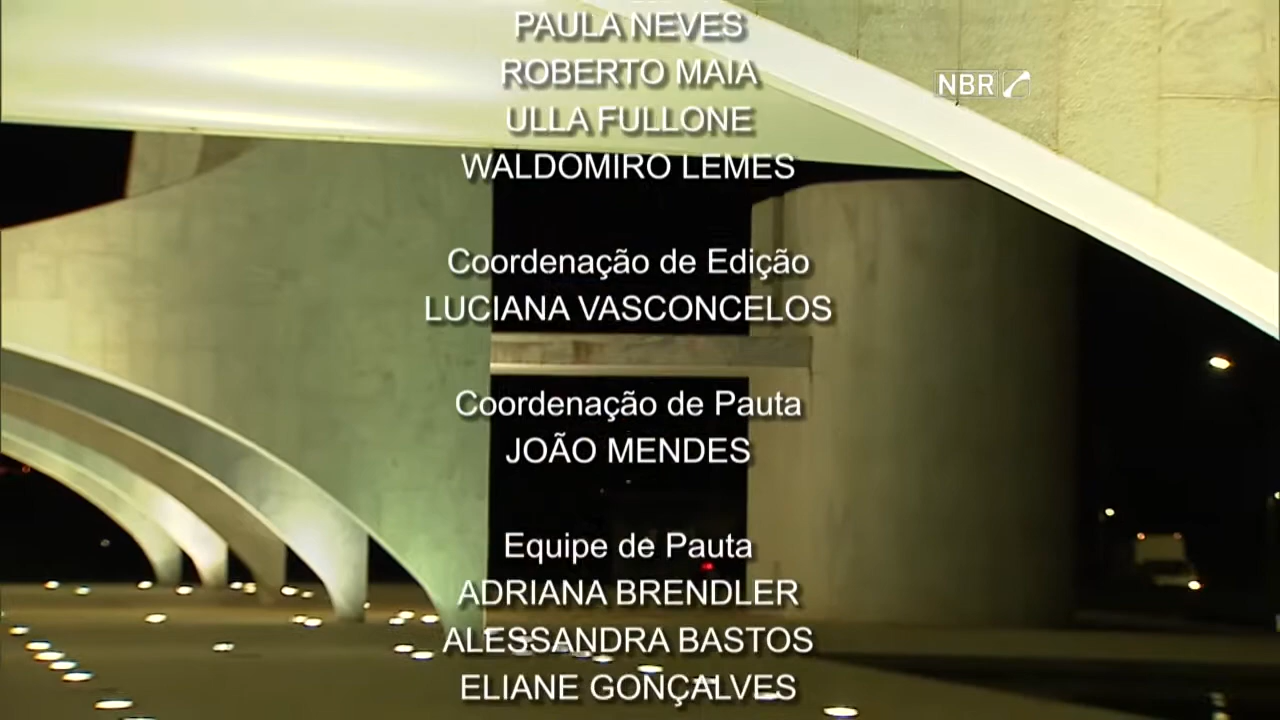 PAULA NEVES
ROBERTO MAIA
NBR
ULLA FULLONE
WALDOMIRO LEMES
Coordenação de Edição
LUCIANA VASCONCELOS
Coordenação de Pauta
JOÃO MENDES
Equipe de Pauta
ADRIANA BRENDLER
ALESSANDRA BASTOS
ELIANE GONÇALVES